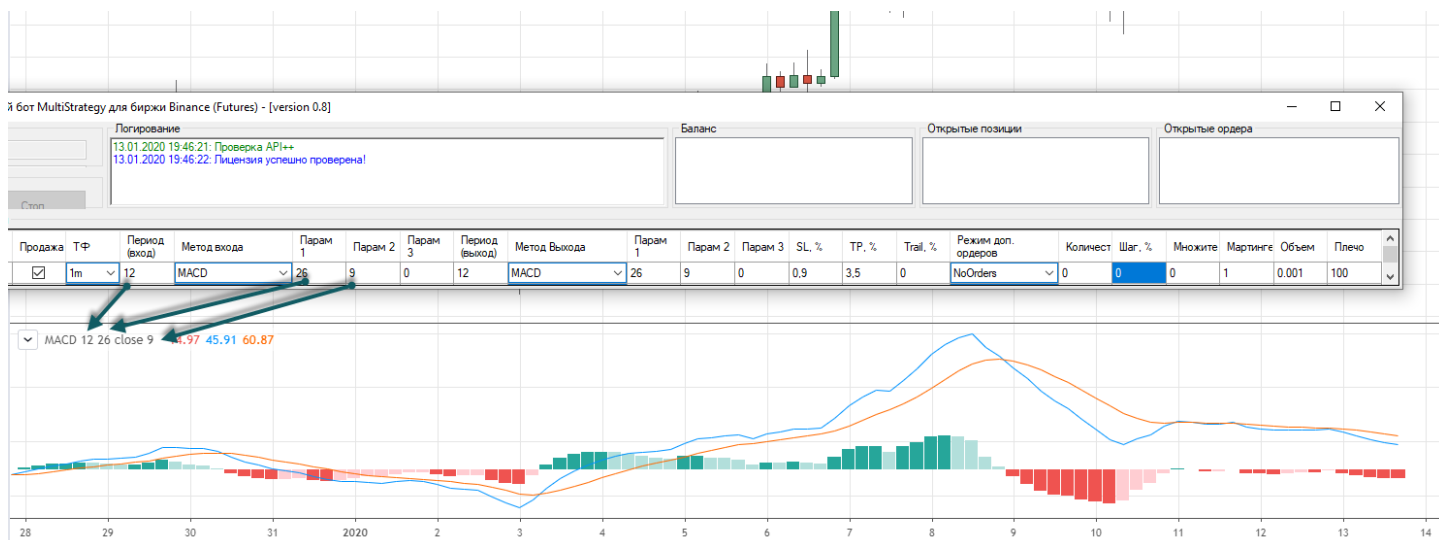 й бот MultiStrategy для биржи Binance (Futures) - [version 0.8]
Логирование
Баланс
Открытые позиции
Открытые ордера
13.01.2020 19:46:21: Проверка API++
13.01.2020 19:46:22: Лицензия успешно проверена!
Стоп
Продажа ТФ Период (вход) Метод входа Парам 1 Парам 2 Парам 3 Период (выход) Метод Выхода Парам 1 Парам 2 Парам 3 SL, % TP, % Trail, % Режим доп. ордеров Количест Шаг, % Множите Мартинге Объем Плечо
1m 12 MACD 26 9 0 12 MACD 26 9 0 0,9 3,5 0 NoOrders 0 0 0 1 0.001 100
MACD 12 26 close 9 4.97 45.91 60.87
28 29 30 31 2020 2 3 4 5 6 7 8 9 10 11 12 13 14